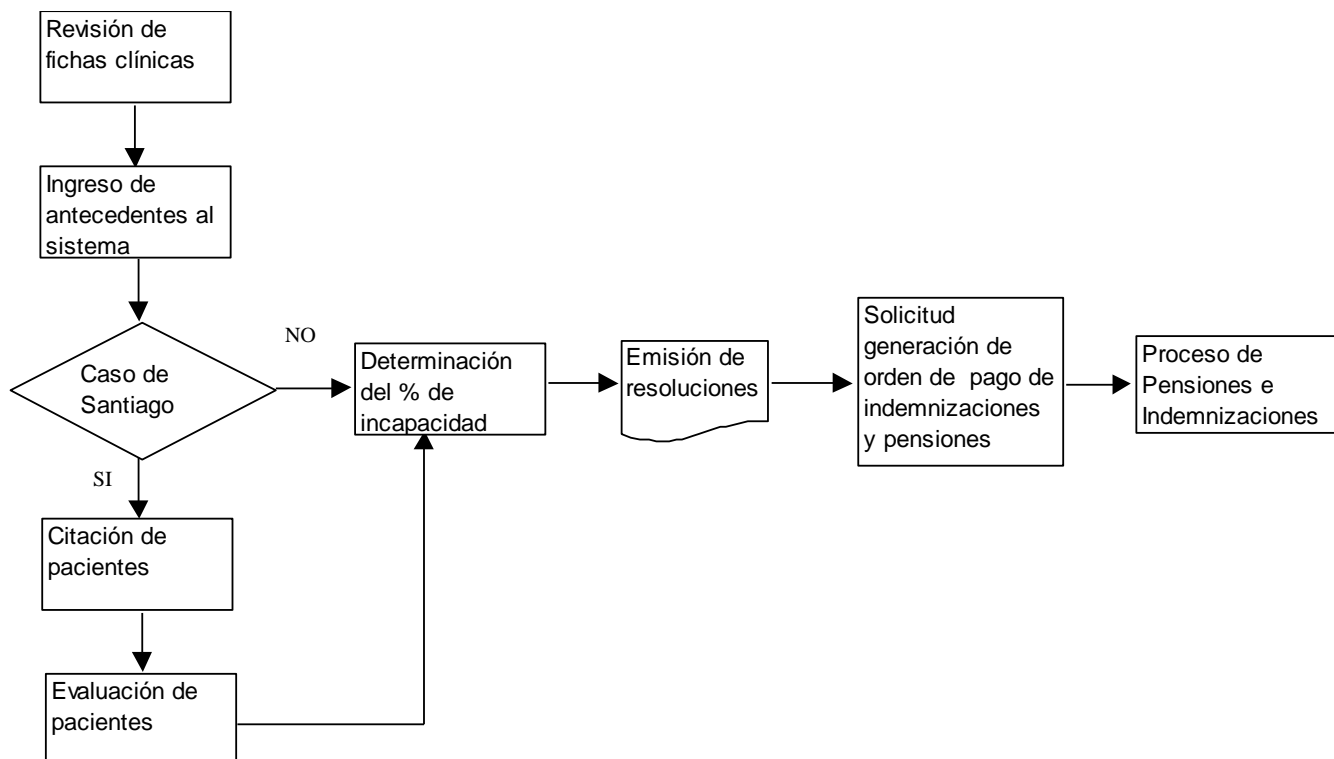 Revisión de
fichas clínicas
Ingreso de
antecedentes al
sistema
Caso de
Santiago
NO
SI
Citación de
pacientes
Evaluación de
pacientes
Determinación
del % de
incapacidad
Emisión de
resoluciones
Solicitud
generación de
orden de pago de
indemnizaciones
y pensiones
Proceso de
Pensiones e
Indemnizaciones